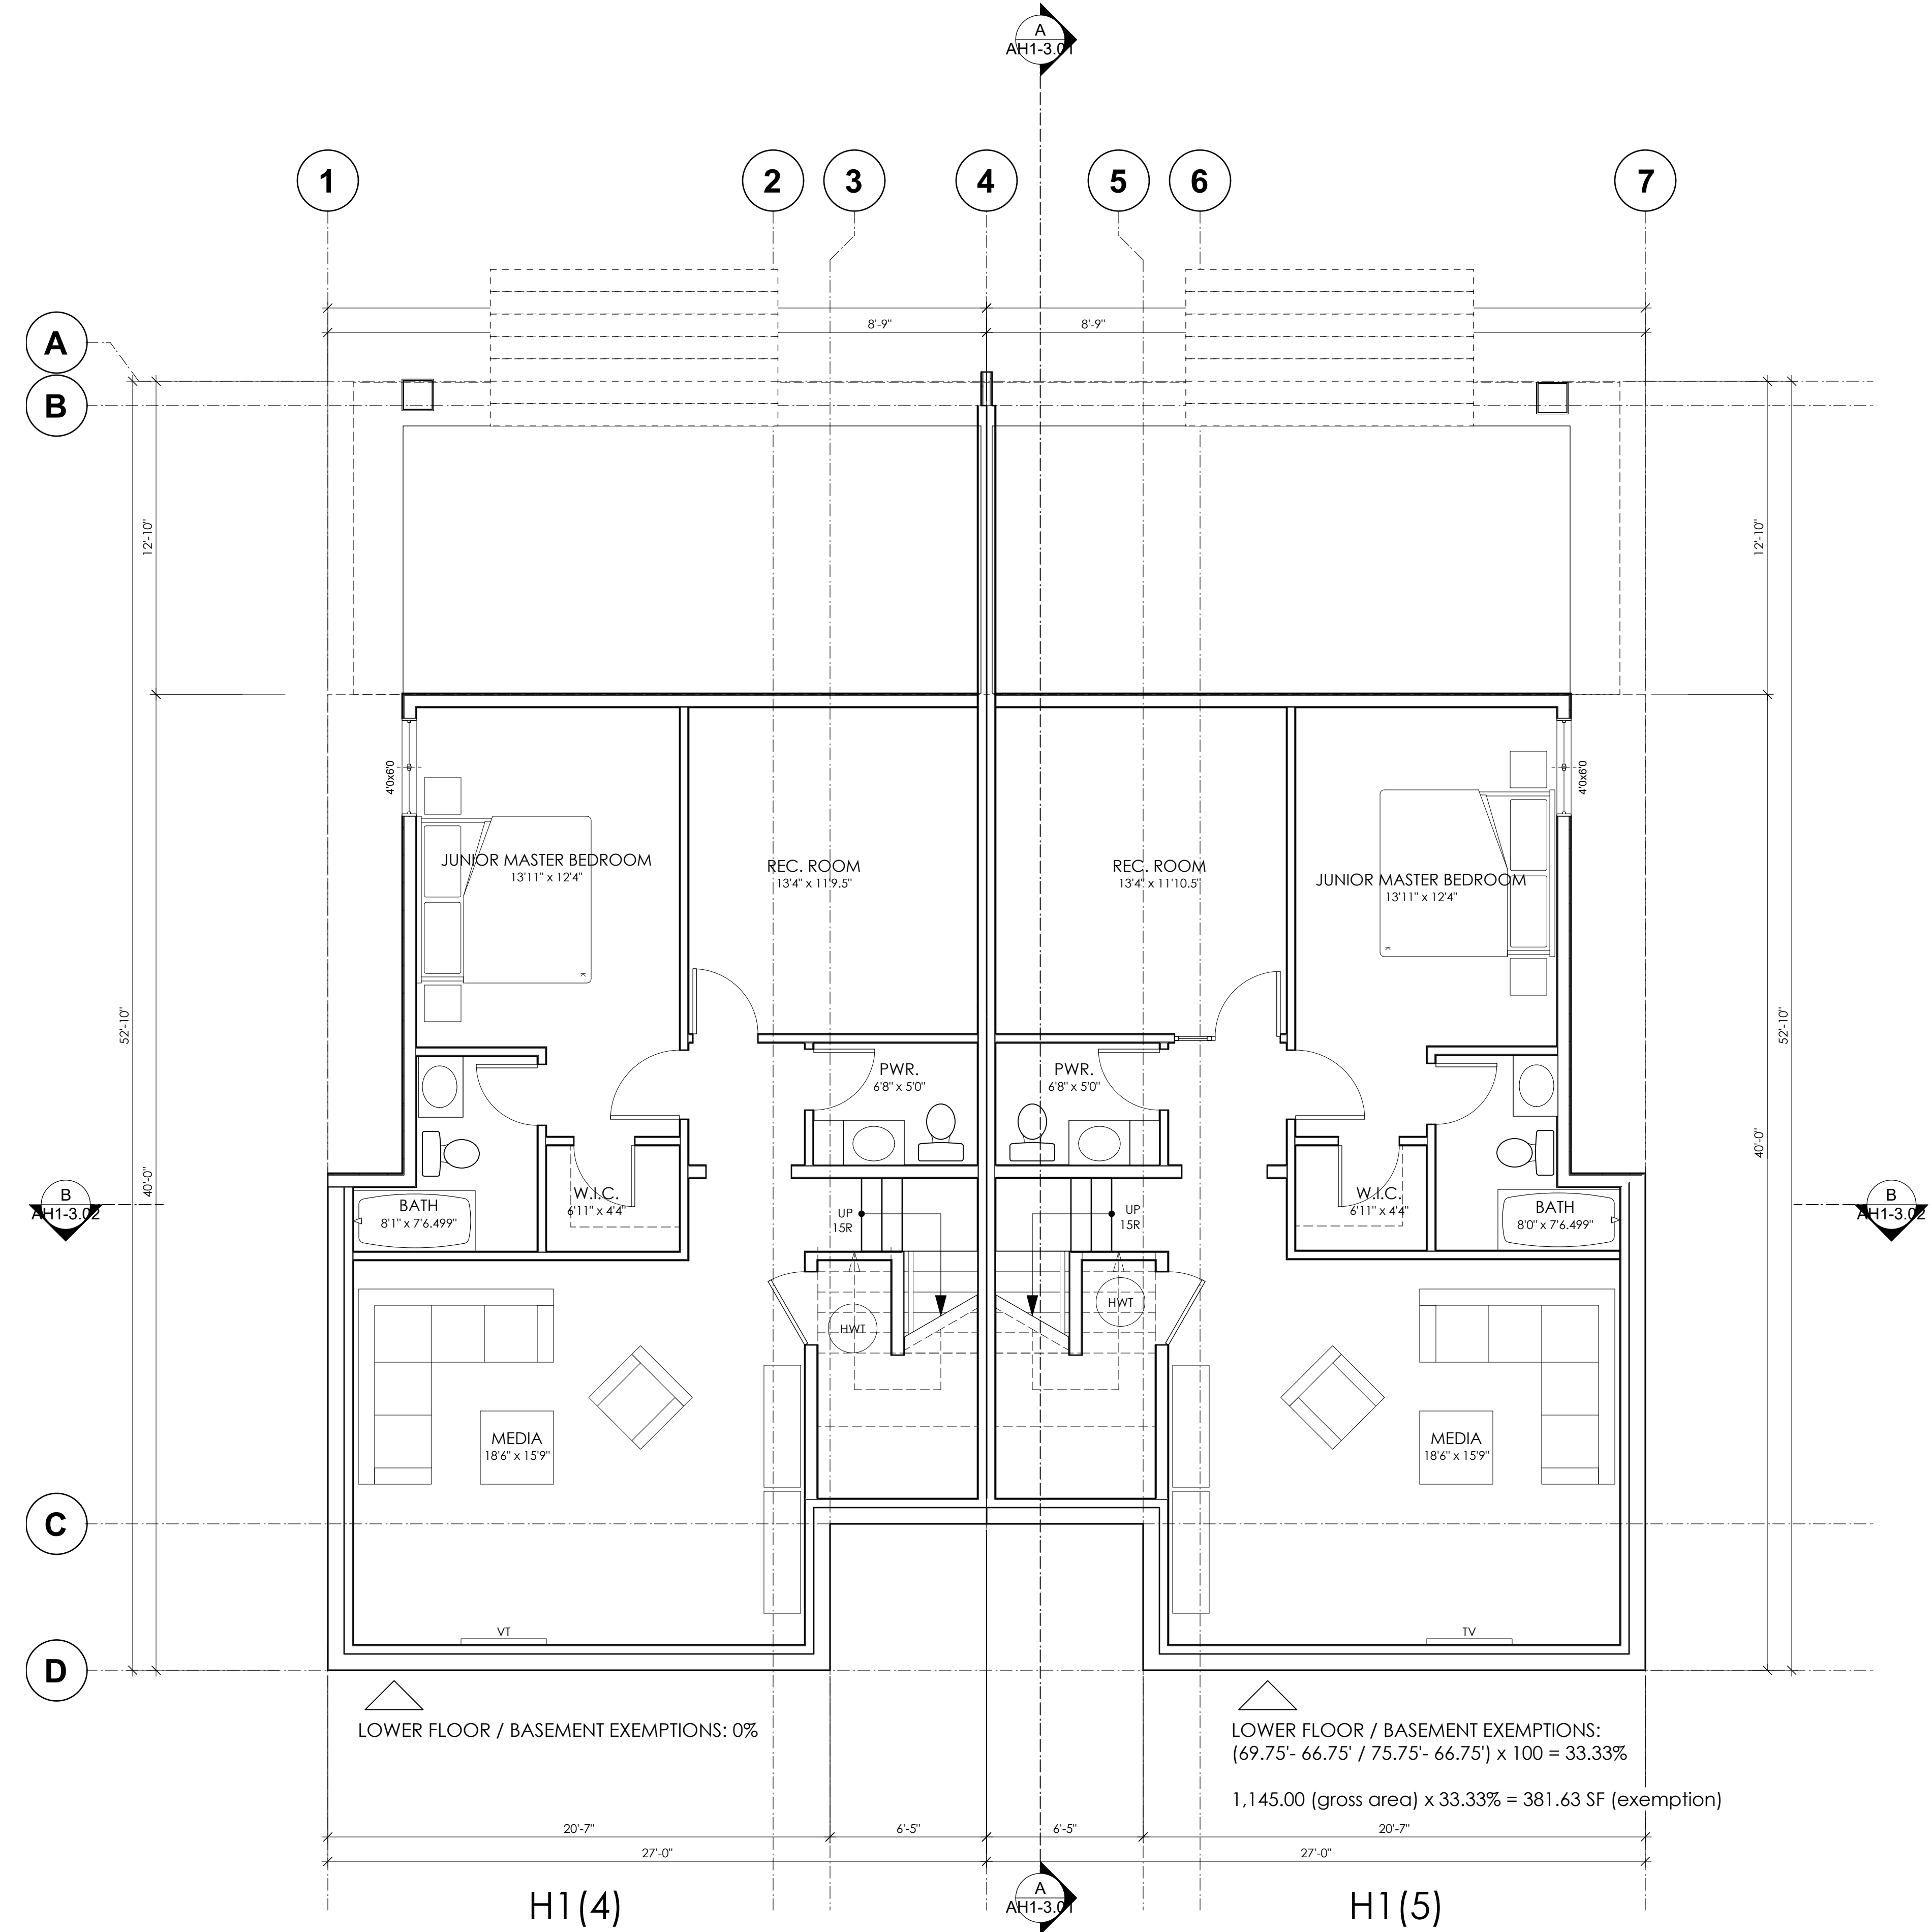 A
AH1-3.01
1
2
3
4
5
6
7
8'-9"
8'-9"
A
B
12'-10"
12'-10"
4'0x6'0
4'0x6'0
JUNIOR MASTER BEDROOM
13'11" x 12'4"
REC. ROOM
13'4" x 11'9.5"
REC. ROOM
13'4" x 11'10.5"
JUNIOR MASTER BEDROOM
13'11" x 12'4"
K
K
52'-10"
52'-10"
PWR.
6'8" x 5'0"
PWR.
6'8" x 5'0"
40'-0"
40'-0"
B
AH1-3.02
B
AH1-3.02
BATH
8'1" x 7'6.499"
W.I.C.
6'11" x 4'4"
UP
15R
UP
15R
W.I.C.
6'11" x 4'4"
BATH
8'0" x 7'6.499"
HWT
HWT
MEDIA
18'6" x 15'9"
MEDIA
18'6" x 15'9"
C
VT
TV
D
LOWER FLOOR / BASEMENT EXEMPTIONS: 0%
LOWER FLOOR / BASEMENT EXEMPTIONS:
(69.75'- 66.75' / 75.75'- 66.75') x 100 = 33.33%
1,145.00 (gross area) x 33.33% = 381.63 SF (exemption)
20'-7"
6'-5"
6'-5"
20'-7"
27'-0"
27'-0"
H1(4)
A
AH1-3.01
H1(5)